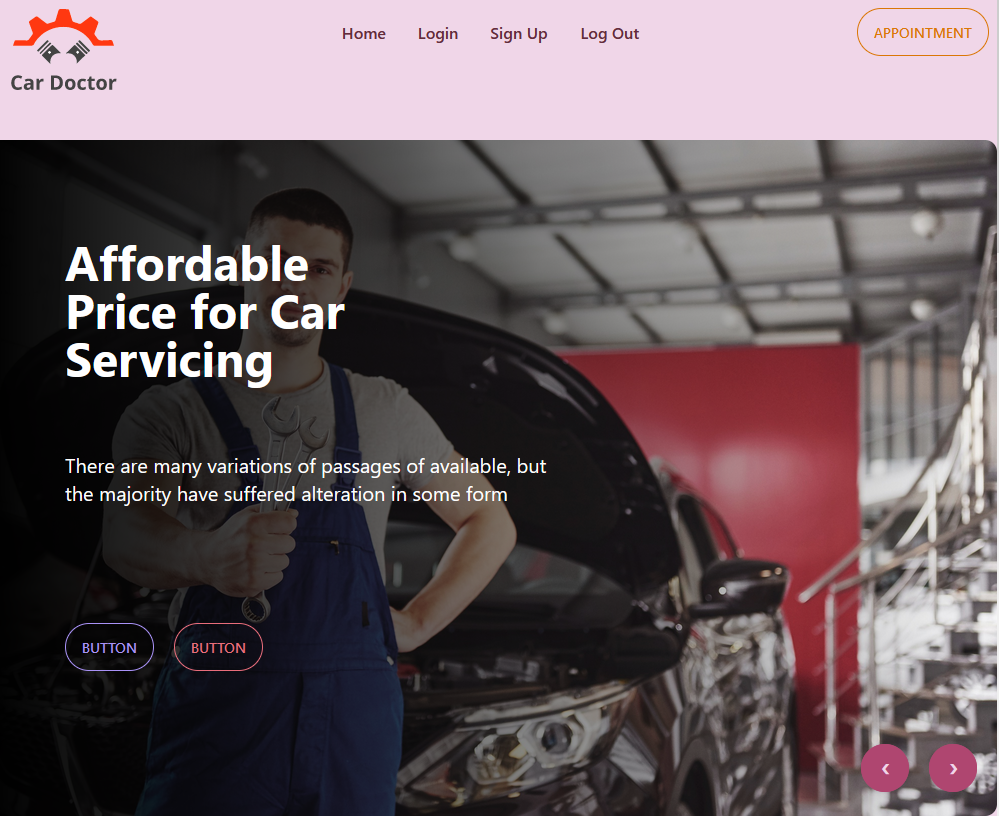 Car Doctor
Home
Login
Sign Up
Log Out
APPOINTMENT
Affordable
Price for Car
Servicing
There are many variations of passages of available, but
the majority have suffered alteration in some form
BUTTON
BUTTON
‹
›